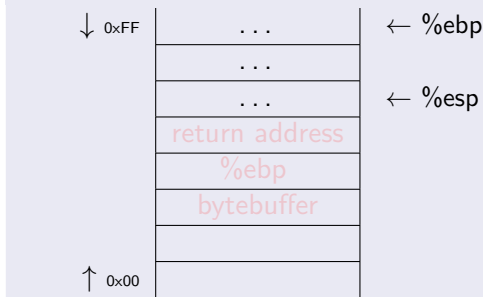 ↓ 0xFF ... ← %ebp
...
... ← %esp
return address
%ebp
bytebuffer
↑ 0x00